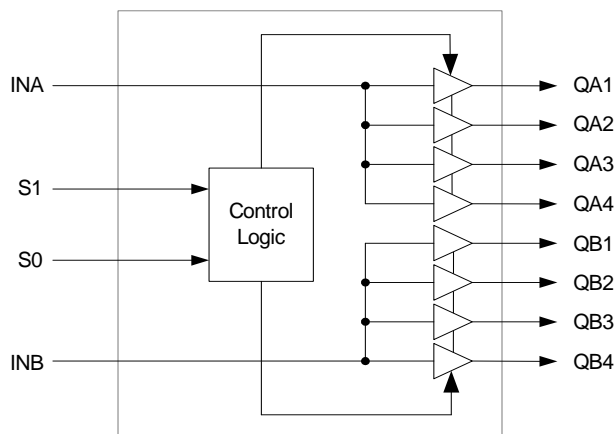 INA
S1
S0
INB
Control
Logic
QA1
QA2
QA3
QA4
QB1
QB2
QB3
QB4